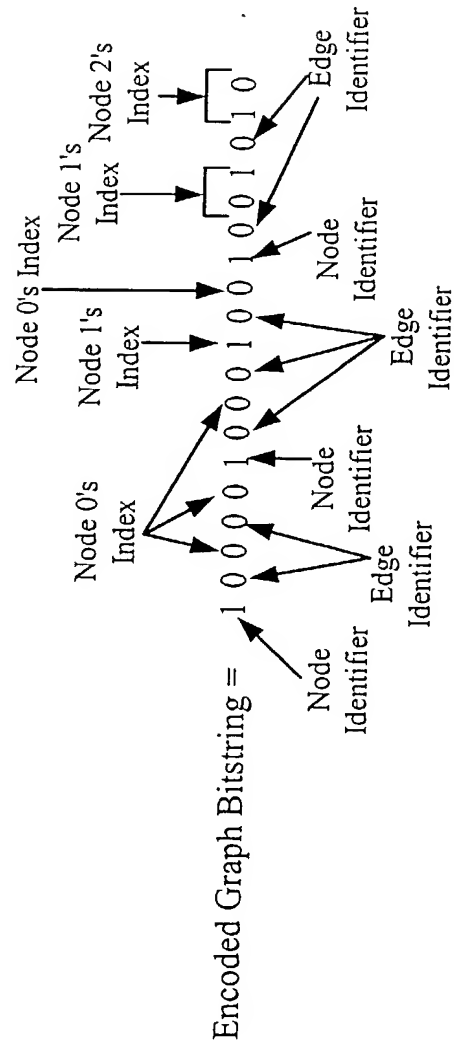 Node 0's Index
Node 0's
Index
Node 1's
Index
Node 1's
Index
Node 2's
Index
Encoded Graph Bitstring = 1 0 0 0 0 1 0 0 0 1 0 0 1 0 0 1 0 1 0
Node
Identifier
Edge
Identifier
Node
Identifier
Edge
Identifier
Node
Identifier
Edge
Identifier